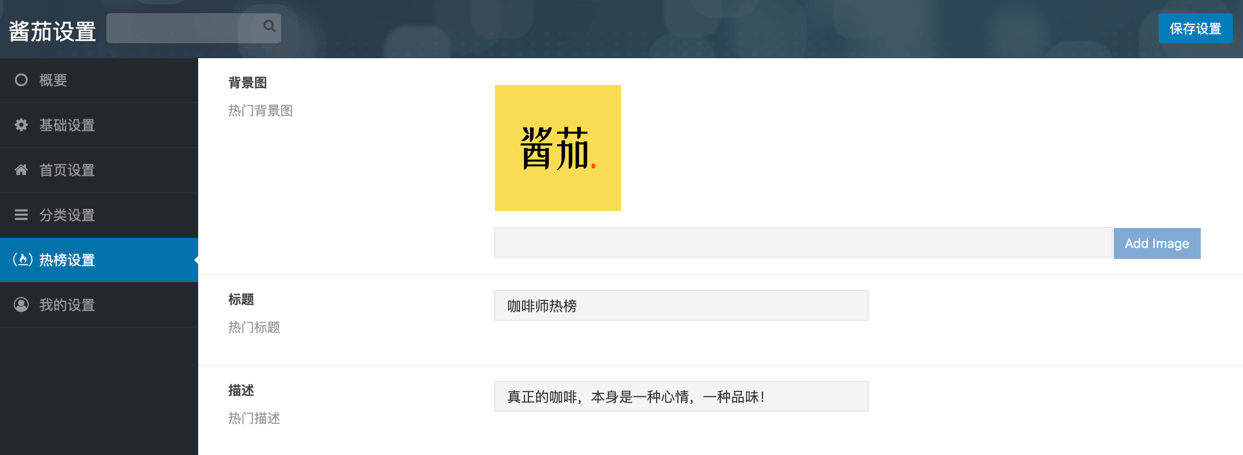 酱茄设置
保存设置
概要
基础设置
首页设置
分类设置
热榜设置
我的设置
背景图
热门背景图
酱茄.
Add Image
标题
热门标题
咖啡师热榜
描述
热门描述
真正的咖啡，本身是一种心情，一种品味！